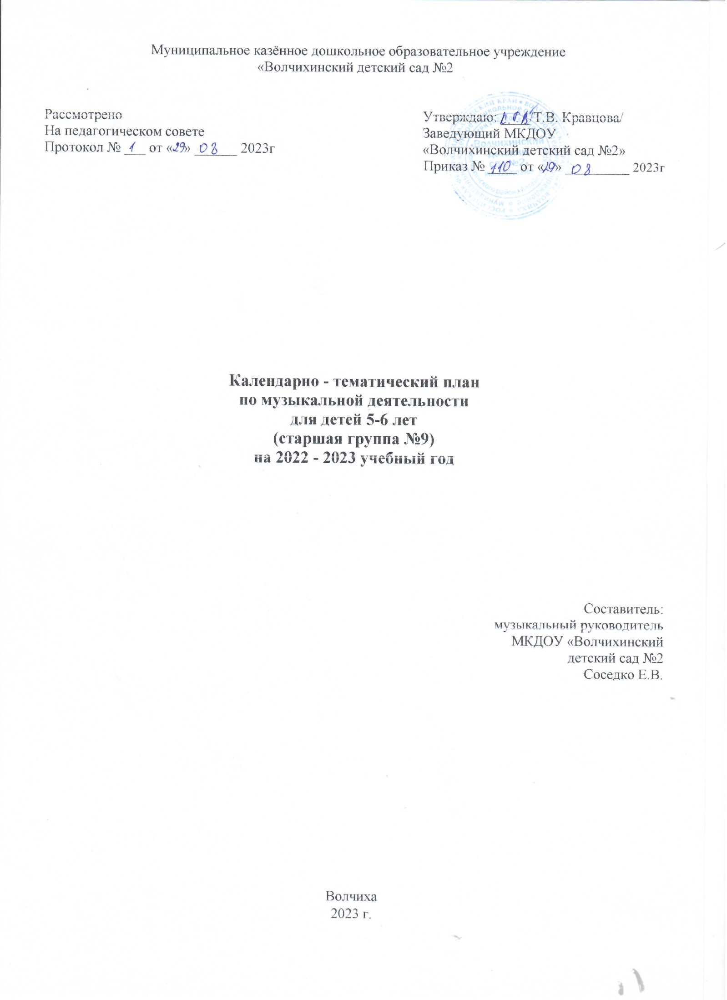 Муниципальное казённое дошкольное образовательное учреждение
«Волчихинский детский сад №2
Рассмотрено
На педагогическом совете
Протокол № 1 от «29» 08 2023г
Утверждаю: /Т.В. Кравцова/
Заведующий МКДОУ
«Волчихинский детский сад №2»
Приказ № 110 от «29» 08 2023г
Календарно - тематический план
по музыкальной деятельности
для детей 5-6 лет
(старшая группа №9)
на 2022 - 2023 учебный год
Составитель:
музыкальный руководитель
МКДОУ «Волчихинский
детский сад №2
Соседко Е.В.
Волчиха
2023 г.